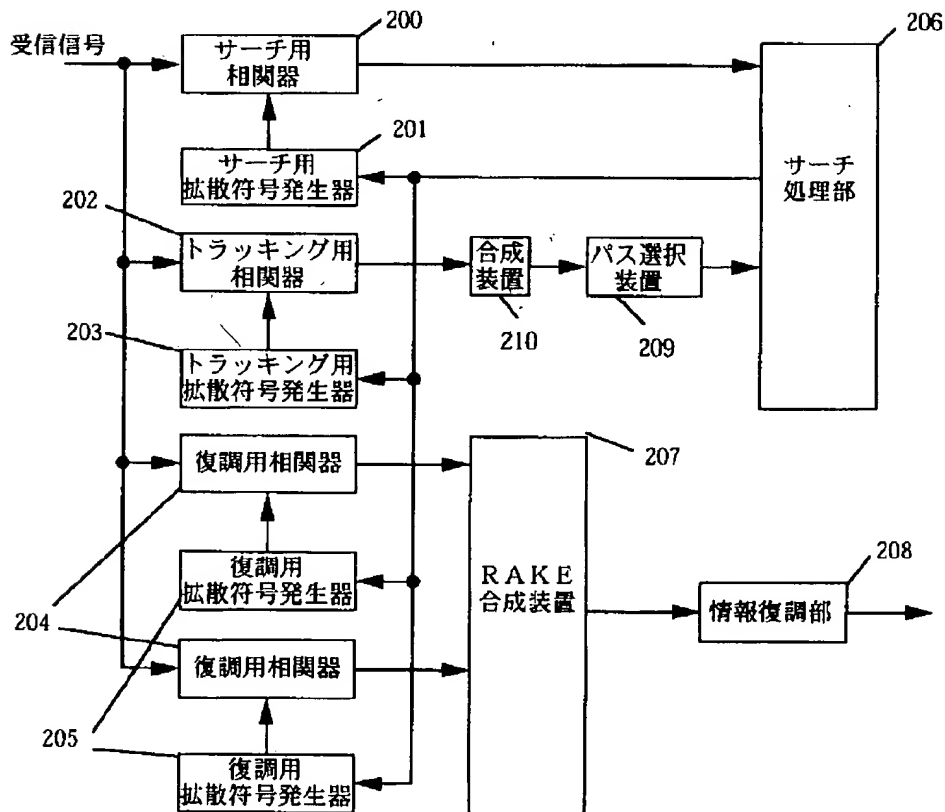 200
206
受信信号
サーチ用
相関器
201
サーチ用
拡散符号発生器
サーチ
処理部
202
トラッキング用
相関器
合成
装置
パス選択
装置
210
209
203
トラッキング用
拡散符号発生器
207
復調用相関器
208
復調用
拡散符号発生器
RAKE
合成装置
情報復調部
204
復調用相関器
205
復調用
拡散符号発生器